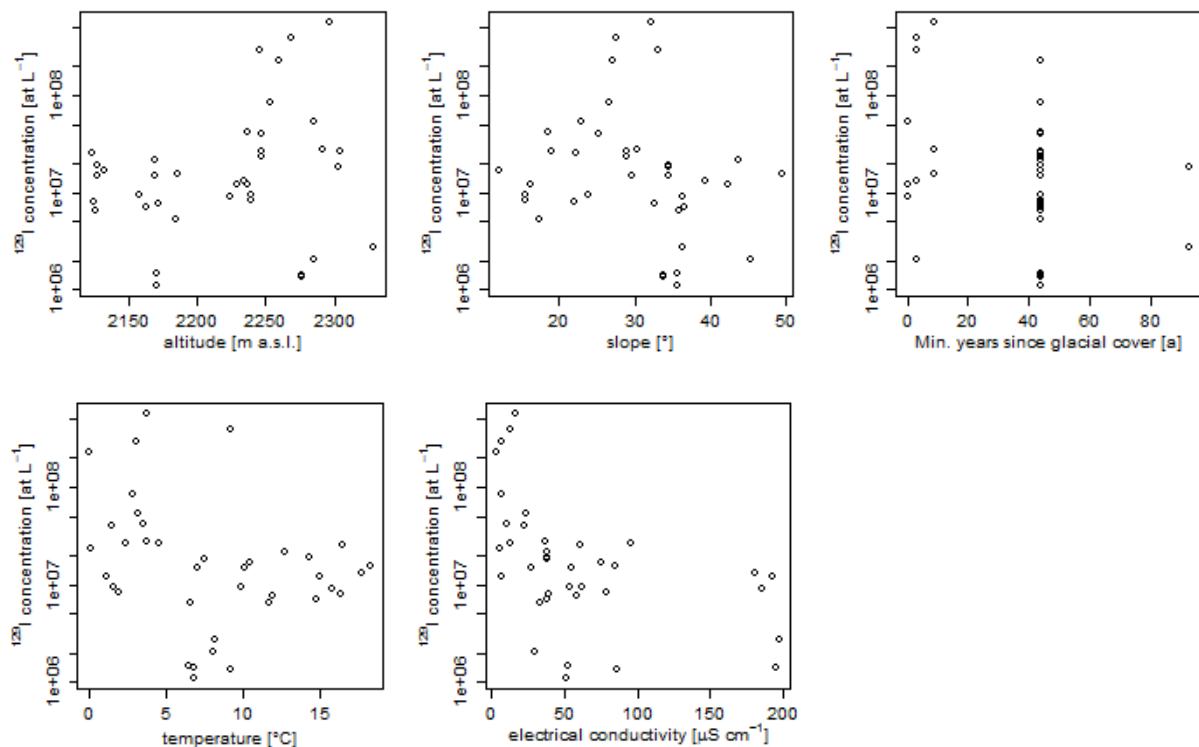 ¹²⁹I concentration [at L⁻¹]
1e+06 1e+07 1e+08
2150 2200 2250 2300
altitude [m a.s.l.]
¹²⁹I concentration [at L⁻¹]
1e+06 1e+07 1e+08
20 30 40 50
slope [°]
¹²⁹I concentration [at L⁻¹]
1e+06 1e+07 1e+08
0 20 40 60 80
Min. years since glacial cover [a]
¹²⁹I concentration [at L⁻¹]
1e+06 1e+07 1e+08
0 5 10 15
temperature [°C]
¹²⁹I concentration [at L⁻¹]
1e+06 1e+07 1e+08
0 50 100 150 200
electrical conductivity [µS cm⁻¹]